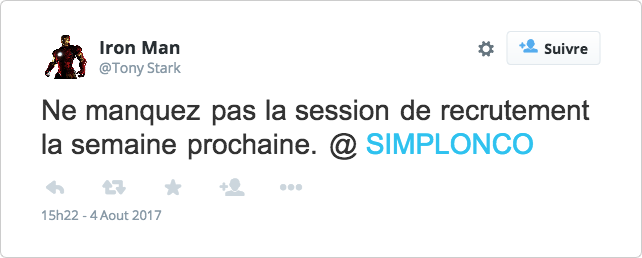 Iron Man
@Tony Stark
Suivre
Ne manquez pas la session de recrutement
la semaine prochaine. @ SIMPLONCO
15h22 - 4 Aout 2017